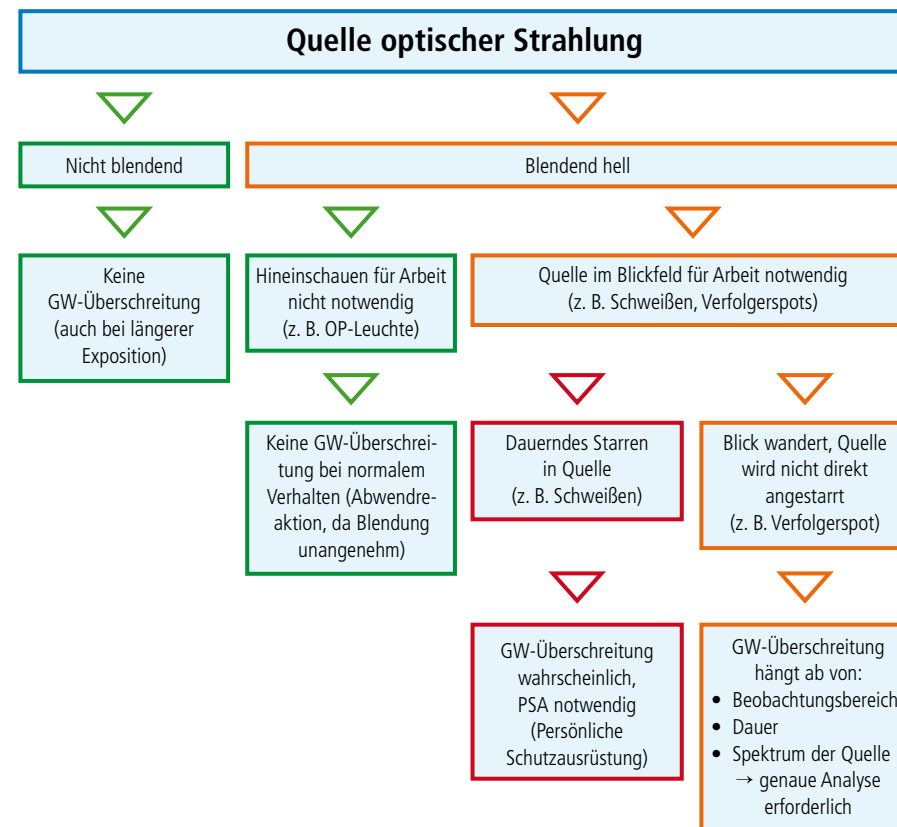 Quelle optischer Strahlung
Nicht blendend
Blendend hell
Keine
GW-Überschreitung
(auch bei längerer
Exposition)
Hineinschauen für Arbeit
nicht notwendig
(z. B. OP-Leuchte)
Quelle im Blickfeld für Arbeit notwendig
(z. B. Schweißen, Verfolgerspots)
Keine GW-Überschrei-
tung bei normalem
Verhalten (Abwendre-
aktion, da Blendung
unangenehm)
Dauerndes Starren
in Quelle
(z. B. Schweißen)
Blick wandert, Quelle
wird nicht direkt
angestarrt
(z. B. Verfolgerspot)
GW-Überschreitung
wahrscheinlich,
PSA notwendig
(Persönliche
Schutzausrüstung)
GW-Überschreitung
hängt ab von:
• Beobachtungsbereich
• Dauer
• Spektrum der Quelle
→ genaue Analyse
erforderlich